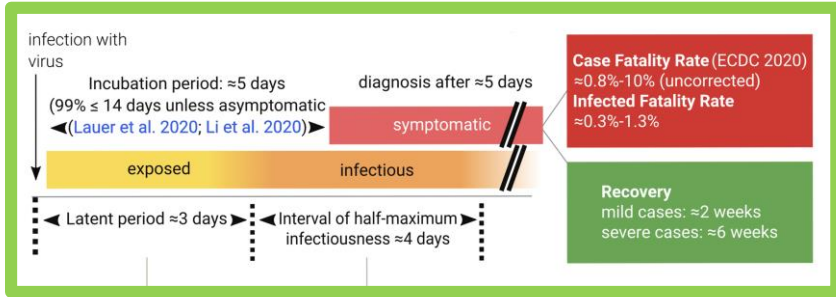 infection with
virus
Incubation period: ≈5 days
(99% ≤ 14 days unless asymptomatic
(Lauer et al. 2020; Li et al. 2020)
diagnosis after ≈5 days
symptomatic
exposed
infectious
Latent period ≈3 days
Interval of half-maximum
infectiousness ≈4 days
Case Fatality Rate (ECDC 2020)
≈0.8%-10% (uncorrected)
Infected Fatality Rate
≈0.3%-1.3%
Recovery
mild cases: ≈2 weeks
severe cases: ≈6 weeks